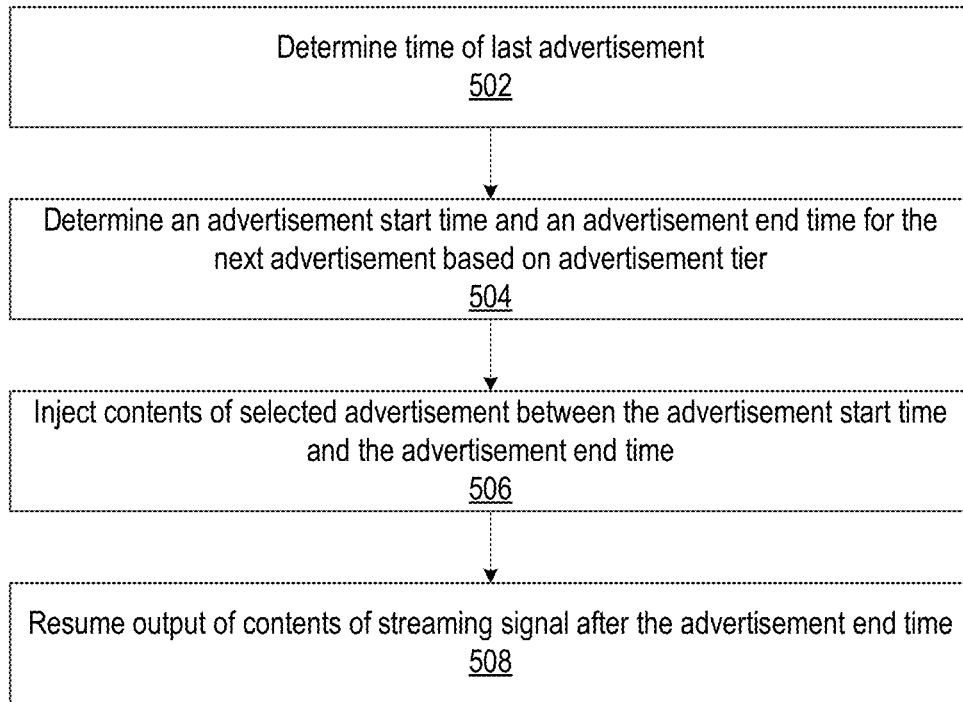 Determine time of last advertisement
502
Determine an advertisement start time and an advertisement end time for the
next advertisement based on advertisement tier
504
Inject contents of selected advertisement between the advertisement start time
and the advertisement end time
506
Resume output of contents of streaming signal after the advertisement end time
508